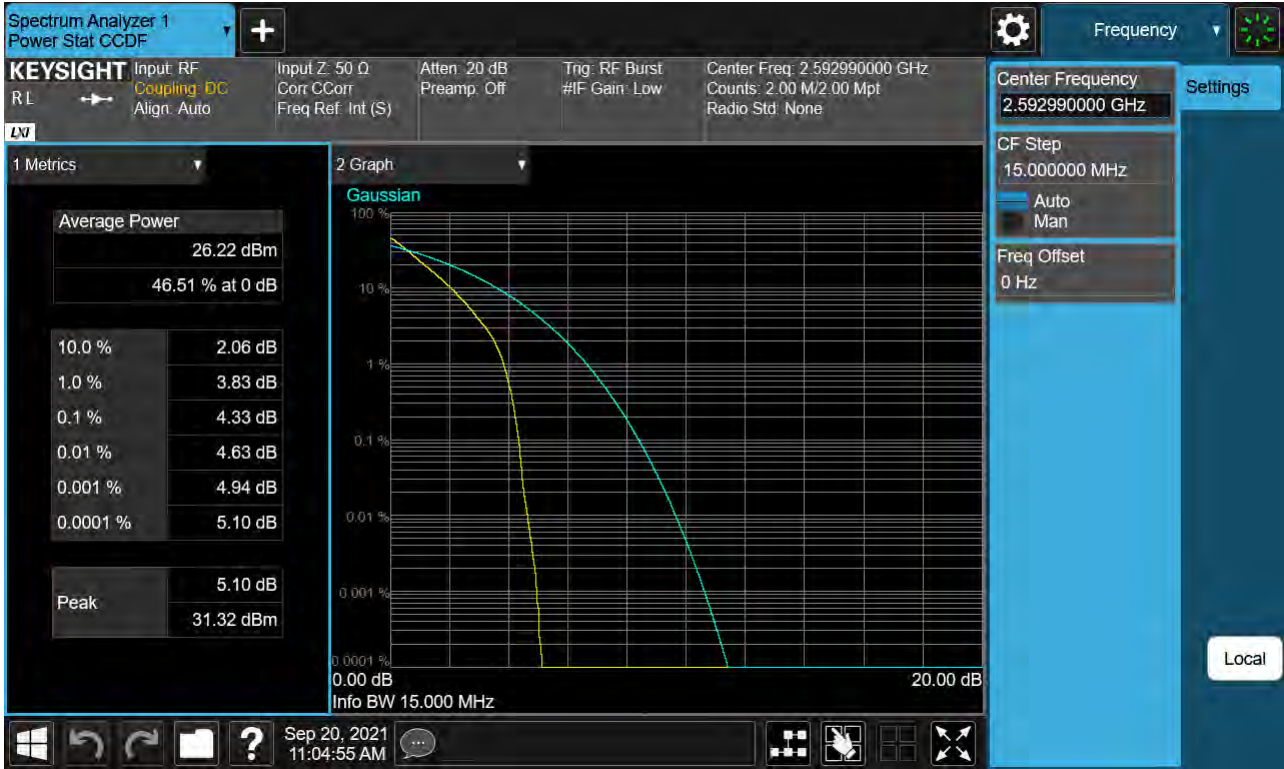 Spectrum Analyzer 1
Power Stat CCDF
+
Frequency
KEYSIGHT
RL
LXI
Input: RF
Coupling: DC
Align: Auto
Input Z: 50 Ω
Corr CCorr
Freq Ref: Int (S)
Atten: 20 dB
Preamp: Off
Trig: RF Burst
#IF Gain: Low
Center Freq: 2.592990000 GHz
Counts: 2.00 M/2.00 Mpt
Radio Std: None
Center Frequency
2.592990000 GHz
Settings
CF Step
15.000000 MHz
Auto
Man
Freq Offset
0 Hz
Local
1 Metrics
Average Power
26.22 dBm
46.51 % at 0 dB
10.0 % 2.06 dB
1.0 % 3.83 dB
0.1 % 4.33 dB
0.01 % 4.63 dB
0.001 % 4.94 dB
0.0001 % 5.10 dB
Peak
5.10 dB
31.32 dBm
2 Graph
Gaussian
100 %
10 %
1 %
0.1 %
0.01 %
0.001 %
0.0001 %
0.00 dB 20.00 dB
Info BW 15.000 MHz
?
Sep 20, 2021
11:04:55 AM